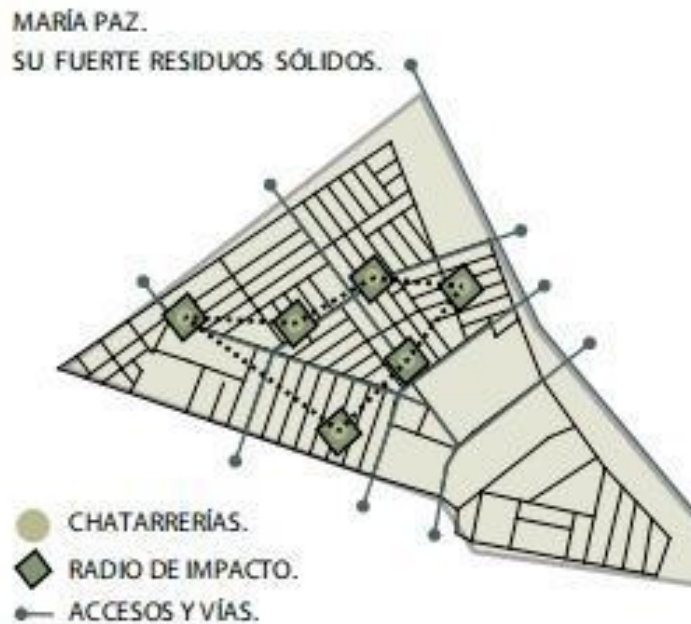 MARÍA PAZ.
SU FUERTE RESIDUOS SÓLIDOS.
CHATARRERÍAS.
RADIO DE IMPACTO.
ACCESOS Y VÍAS.